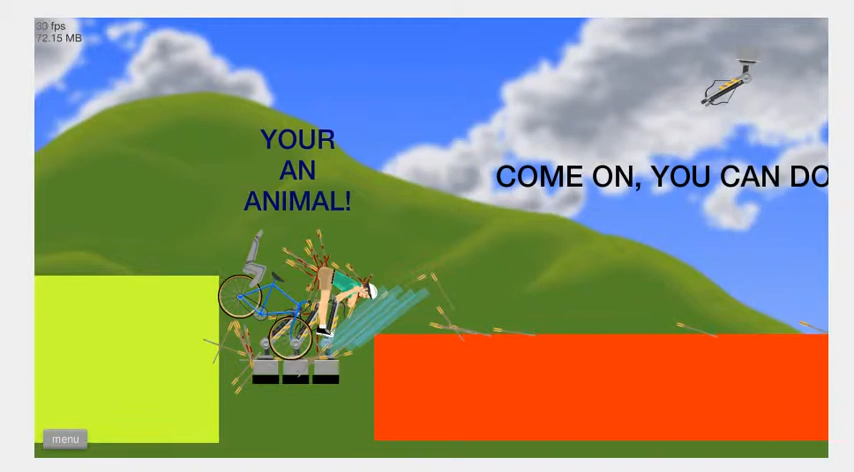 30 fps
72.15 MB
YOUR
AN
ANIMAL!
COME ON, YOU CAN DO
menu